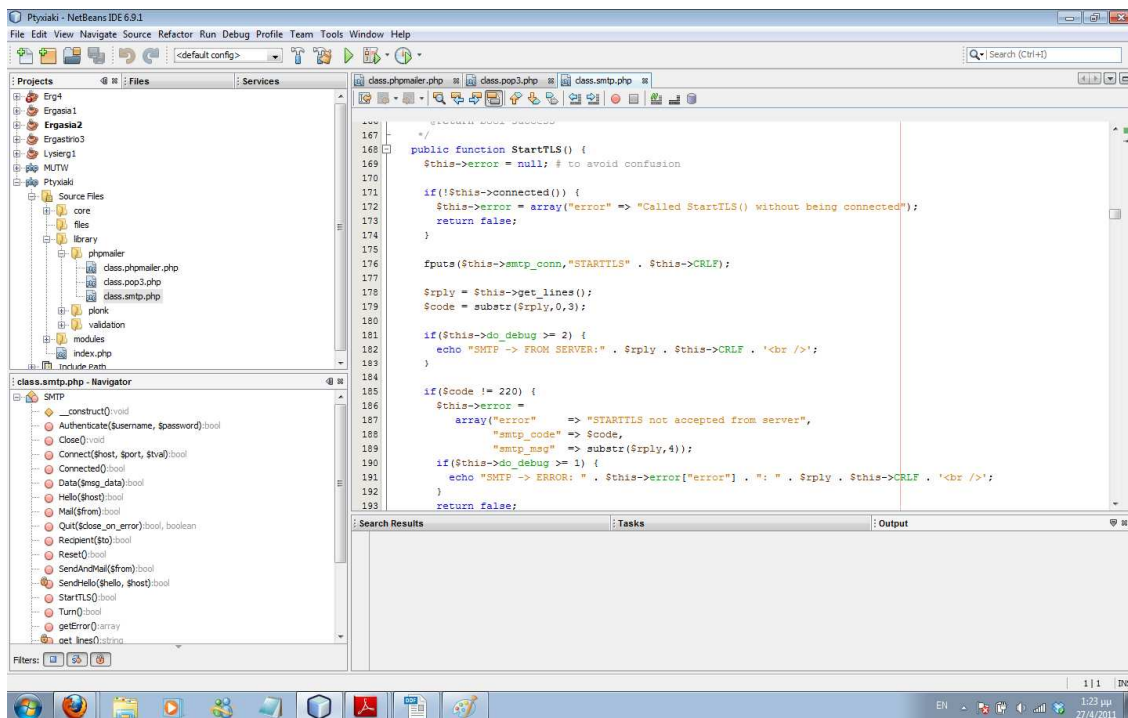 Ptyxiaki - NetBeans IDE 6.9.1
File Edit View Navigate Source Refactor Run Debug Profile Team Tools Window Help
<default config>
Search (Ctrl+I)
Projects
Files
Services
Erg4
Ergasia1
Ergasia2
Ergastirio3
Lysierg1
MUTW
Ptyxiaki
Source Files
core
files
library
phpmailer
class.phpmailer.php
class.pop3.php
class.smtp.php
plonk
validation
modules
index.php
Include Path
class.smtp.php - Navigator
SMTP
__construct():void
Authenticate($username, $password):bool
Close():void
Connect($host, $port, $tval):bool
Connected():bool
Data($msg_data):bool
Hello($host):bool
Mail($from):bool
Quit($close_on_error):bool, boolean
Recipient($to):bool
Reset():bool
SendAndMail($from):bool
SendHello($hello, $host):bool
StartTLS():bool
Turn():bool
getError():array
get_lines():string
Filters:
class.phpmailer.php
class.pop3.php
class.smtp.php
166 @return bool success
167 */
168 public function StartTLS() {
169 $this->error = null; # to avoid confusion
170
171 if(!$this->connected()) {
172 $this->error = array("error" => "Called StartTLS() without being connected");
173 return false;
174 }
175
176 fputs($this->smtp_conn,"STARTTLS" . $this->CRLF);
177
178 $rply = $this->get_lines();
179 $code = substr($rply,0,3);
180
181 if($this->do_debug >= 2) {
182 echo "SMTP -> FROM SERVER:" . $rply . $this->CRLF . '<br />';
183 }
184
185 if($code != 220) {
186 $this->error =
187 array("error" => "STARTTLS not accepted from server",
188 "smtp_code" => $code,
189 "smtp_msg" => substr($rply,4));
190 if($this->do_debug >= 1) {
191 echo "SMTP -> ERROR: " . $this->error["error"] . ": " . $rply . $this->CRLF . '<br />';
192 }
193 return false;
Search Results
Tasks
Output
1|1 INS
EN
1:23 μμ
27/4/2011